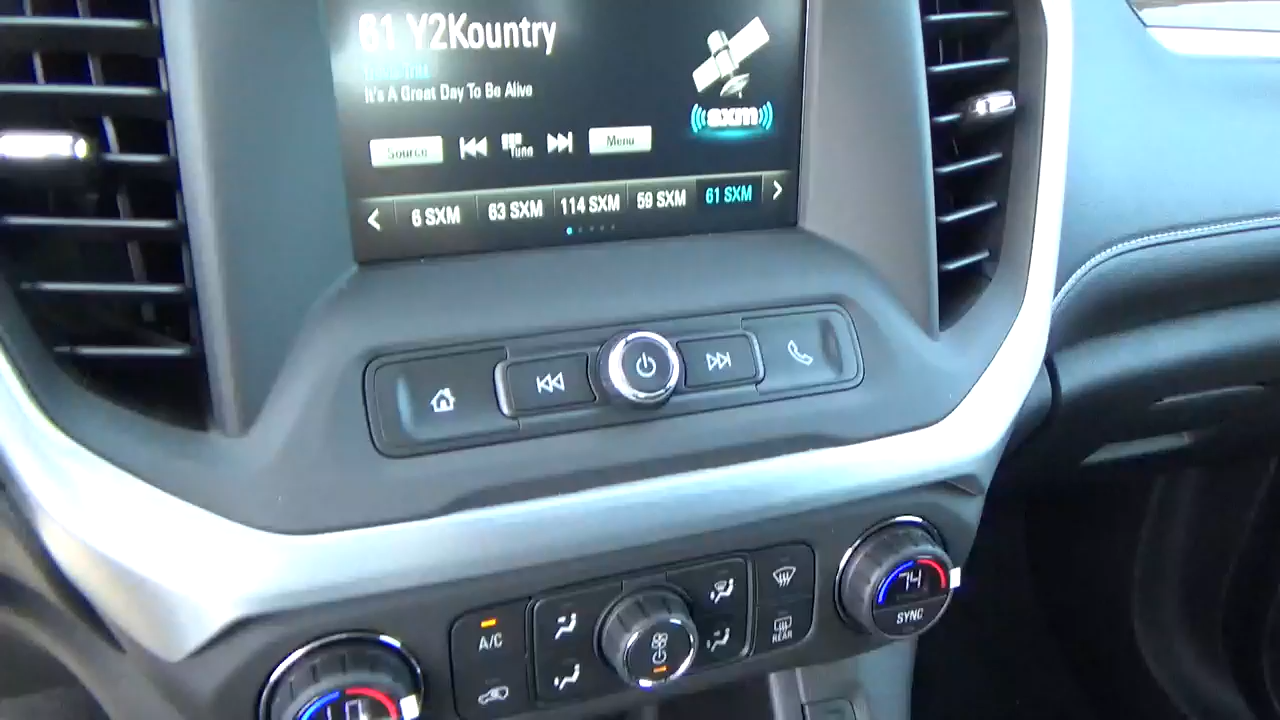 61 Y2Kountry
It's A Great Day To Be Alive
sxm
Source
Tune
Menu
6 SXM
63 SXM
114 SXM
59 SXM
61 SXM
74
SYNC
A/C
REAR